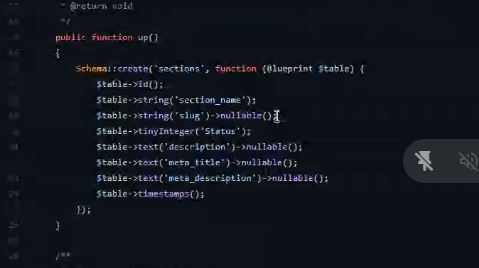 * @return void
*/
public function up()
{
Schema::create('sections', function (Blueprint $table) {
$table->id();
$table->string('section_name');
$table->string('slug')->nullable();
$table->tinyInteger('Status');
$table->text('description')->nullable();
$table->text('meta_title')->nullable();
$table->text('meta_description')->nullable();
$table->timestamps();
});
}
/**